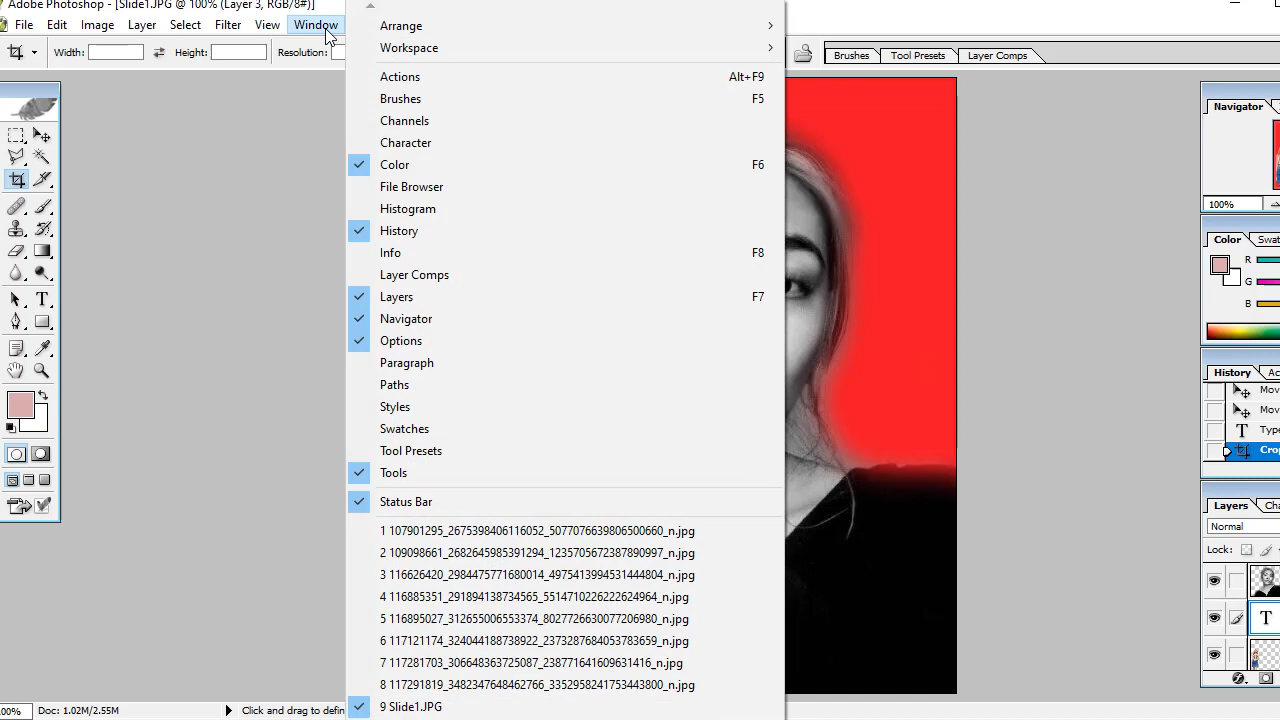 Adobe Photoshop - [Slide1.JPG @ 100% (Layer 3, RGB/8#)]
File Edit Image Layer Select Filter View Window
Width: Height: Resolution:
Brushes Tool Presets Layer Comps
Arrange
Workspace
Actions Alt+F9
Brushes F5
Channels
Character
Color F6
File Browser
Histogram
History
Info F8
Layer Comps
Layers F7
Navigator
Options
Paragraph
Paths
Styles
Swatches
Tool Presets
Tools
Status Bar
1 107901295_2675398406116052_5077076639806500660_n.jpg
2 109098661_2682645985391294_1235705672387890997_n.jpg
3 116626420_2984475771680014_4975413994531444804_n.jpg
4 116885351_291894138734565_5514710226222624964_n.jpg
5 116895027_312655006553374_8027726630077206980_n.jpg
6 117121174_324044188738922_2373287684053783659_n.jpg
7 117281703_306648363725087_238771641609631416_n.jpg
8 117291819_3482347648462766_3352958241753443800_n.jpg
9 Slide1.JPG
Navigator
100%
Color Swat
R
G
B
History Ac
Mov
Mov
Type
Crop
Layers Cha
Normal
Lock:
T
00% Doc: 1.02M/2.55M Click and drag to defin